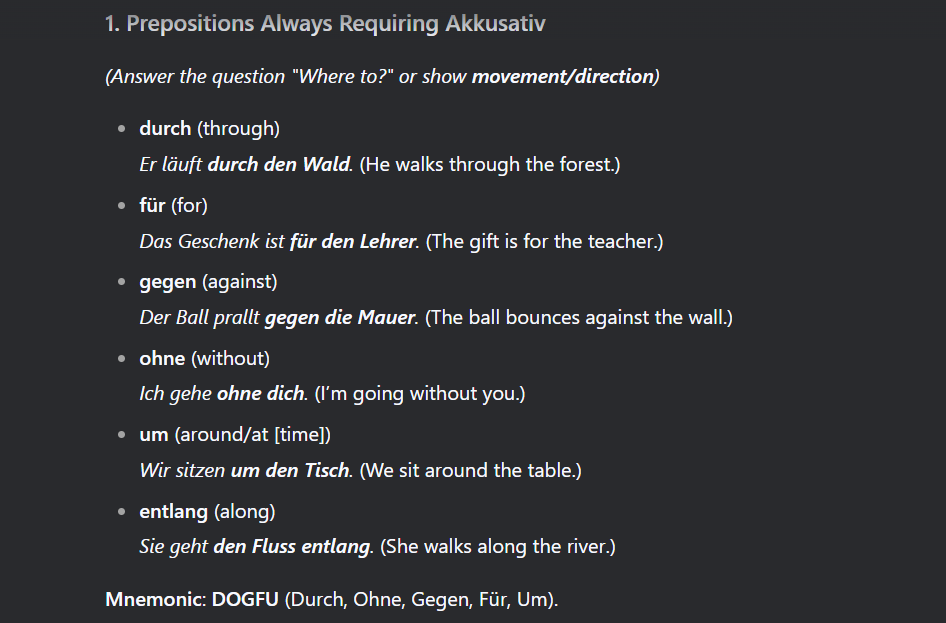 1. Prepositions Always Requiring Akkusativ
(Answer the question "Where to?" or show movement/direction)
• durch (through)
Er läuft durch den Wald. (He walks through the forest.)
• für (for)
Das Geschenk ist für den Lehrer. (The gift is for the teacher.)
• gegen (against)
Der Ball prallt gegen die Mauer. (The ball bounces against the wall.)
• ohne (without)
Ich gehe ohne dich. (I’m going without you.)
• um (around/at [time])
Wir sitzen um den Tisch. (We sit around the table.)
• entlang (along)
Sie geht den Fluss entlang. (She walks along the river.)
Mnemonic: DOGFU (Durch, Ohne, Gegen, Für, Um).